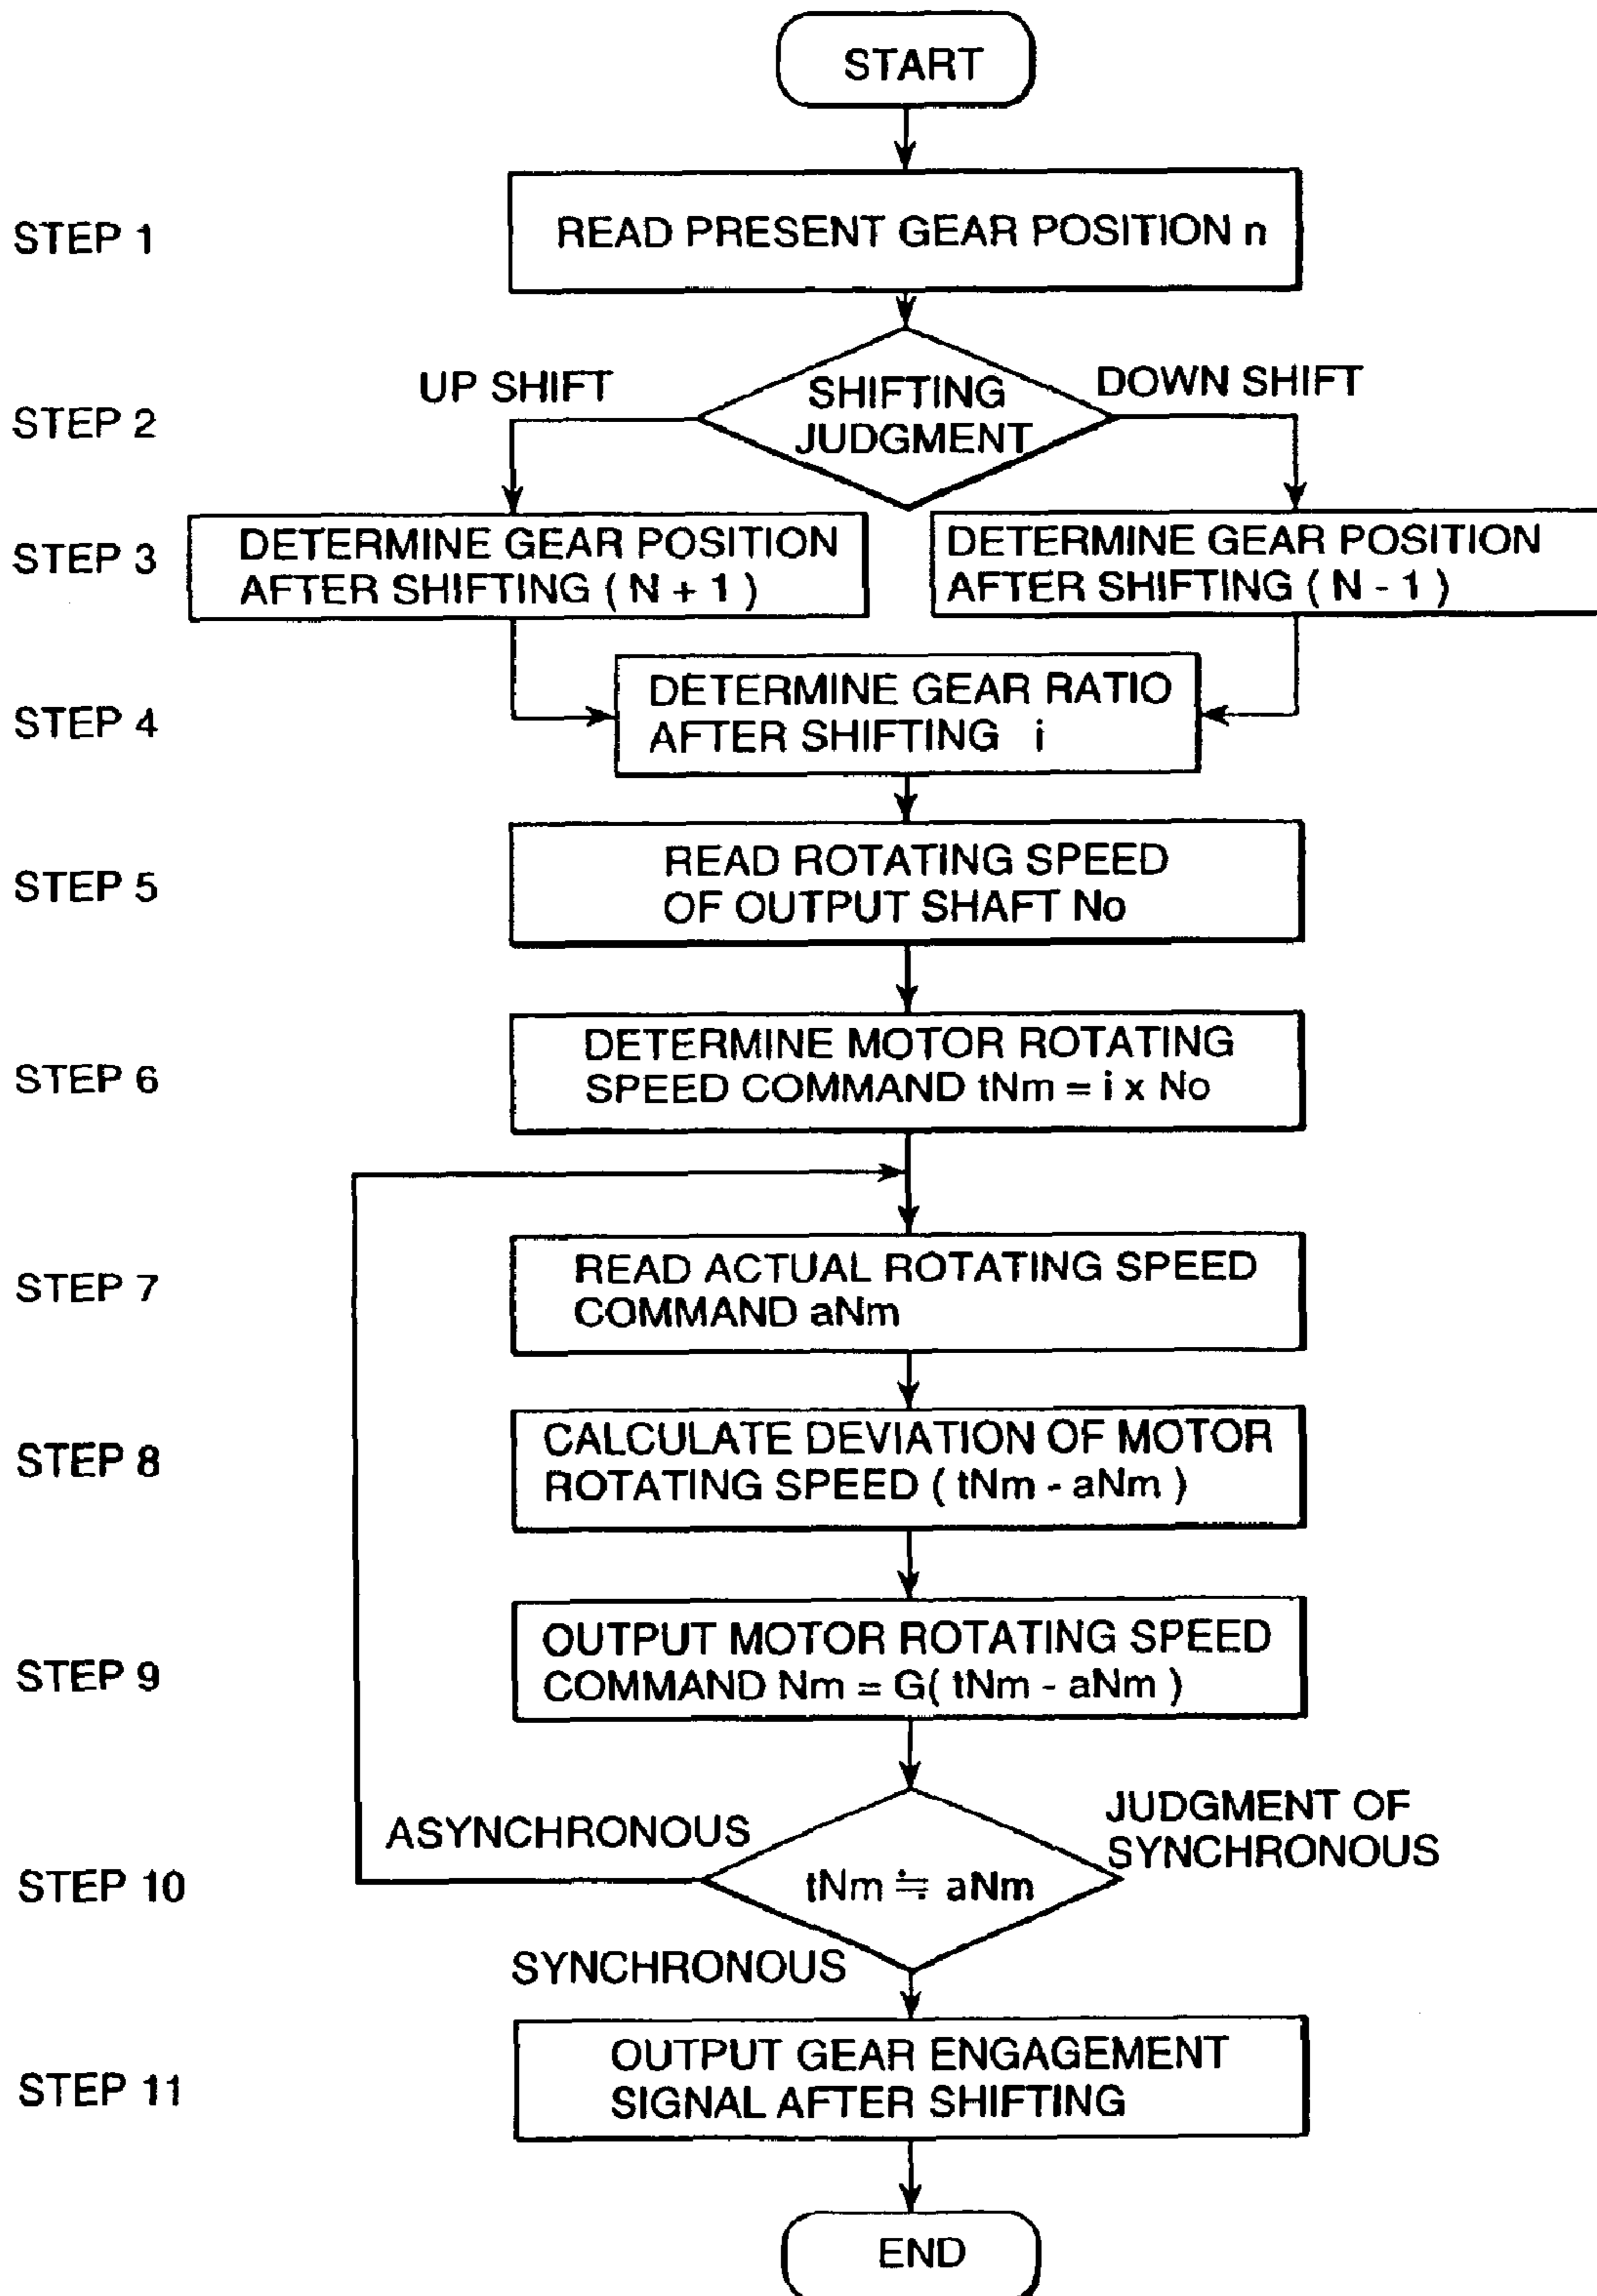 START
STEP 1
READ PRESENT GEAR POSITION n
STEP 2
UP SHIFT
SHIFTING
JUDGMENT
DOWN SHIFT
STEP 3
DETERMINE GEAR POSITION
AFTER SHIFTING ( N + 1 )
DETERMINE GEAR POSITION
AFTER SHIFTING ( N - 1 )
STEP 4
DETERMINE GEAR RATIO
AFTER SHIFTING i
STEP 5
READ ROTATING SPEED
OF OUTPUT SHAFT No
STEP 6
DETERMINE MOTOR ROTATING
SPEED COMMAND tNm = i x No
STEP 7
READ ACTUAL ROTATING SPEED
COMMAND aNm
STEP 8
CALCULATE DEVIATION OF MOTOR
ROTATING SPEED ( tNm - aNm )
STEP 9
OUTPUT MOTOR ROTATING SPEED
COMMAND Nm = G( tNm - aNm )
STEP 10
ASYNCHRONOUS
tNm ≒ aNm
JUDGMENT OF
SYNCHRONOUS
SYNCHRONOUS
STEP 11
OUTPUT GEAR ENGAGEMENT
SIGNAL AFTER SHIFTING
END